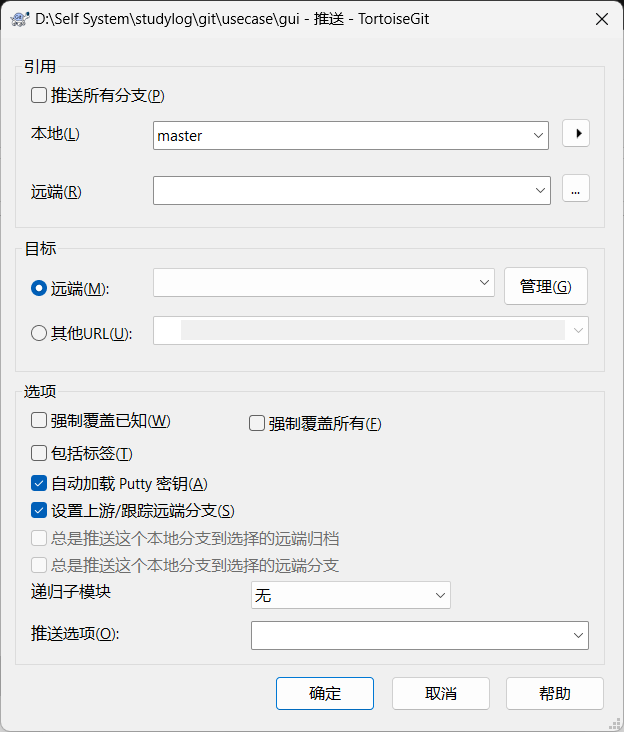 D:\Self System\studylog\git\usecase\gui - 推送 - TortoiseGit
引用
推送所有分支(P)
本地(L)
master
远端(R)
...
目标
远端(M):
管理(G)
其他URL(U):
选项
强制覆盖已知(W)
强制覆盖所有(F)
包括标签(T)
自动加载 Putty 密钥(A)
设置上游/跟踪远端分支(S)
总是推送这个本地分支到选择的远端归档
总是推送这个本地分支到选择的远端分支
递归子模块
无
推送选项(O):
确定
取消
帮助